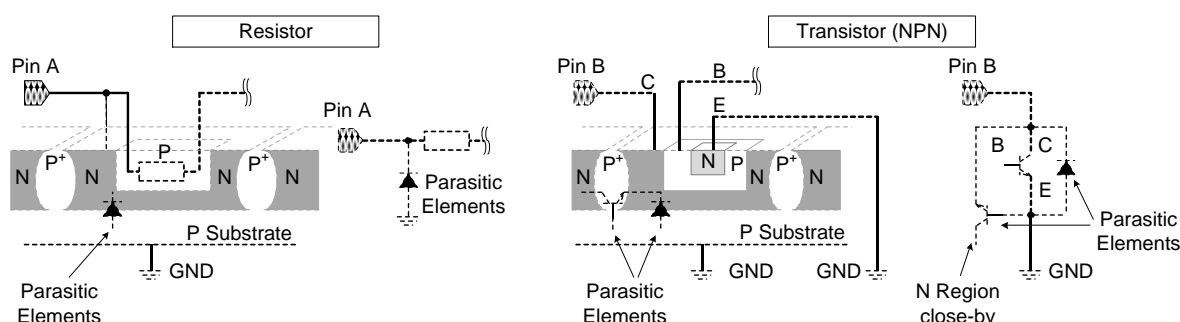 Resistor
Pin A
P
N
P+
N
N
P+
N
P Substrate
GND
Parasitic
Elements
Pin A
Parasitic
Elements
Transistor (NPN)
Pin B
C
B
E
N
P+
N
N
P
N
P+
N
P Substrate
GND
GND
Parasitic
Elements
Pin B
B
C
E
Parasitic
Elements
GND
N Region
close-by